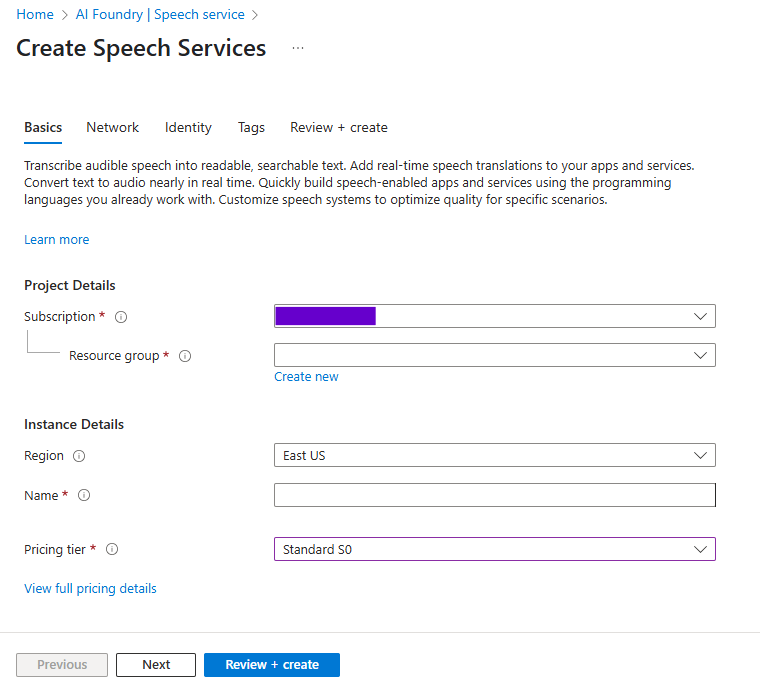 Home > AI Foundry | Speech service >
Create Speech Services ...
Basics Network Identity Tags Review + create
Transcribe audible speech into readable, searchable text. Add real-time speech translations to your apps and services.
Convert text to audio nearly in real time. Quickly build speech-enabled apps and services using the programming
languages you already work with. Customize speech systems to optimize quality for specific scenarios.
Learn more
Project Details
Subscription *
Resource group *
Create new
Instance Details
Region East US
Name *
Pricing tier * Standard S0
View full pricing details
Previous Next Review + create